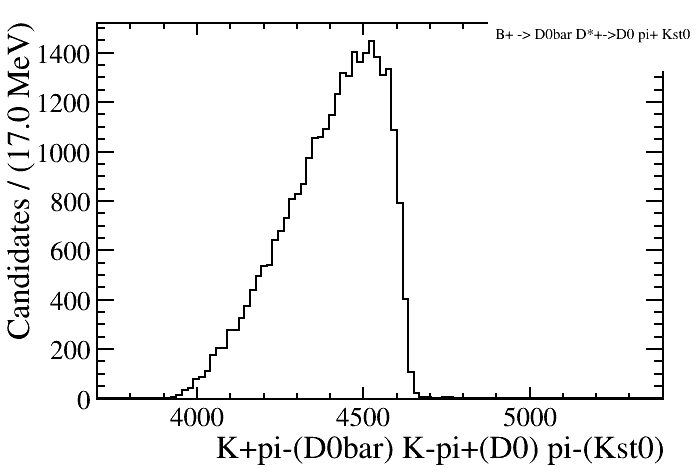 B+ -> D0bar D*+->D0 pi+ Kst0
Candidates / (17.0 MeV)
1400
1200
1000
800
600
400
200
0
4000 4500 5000
K+pi-(D0bar) K-pi+(D0) pi-(Kst0)